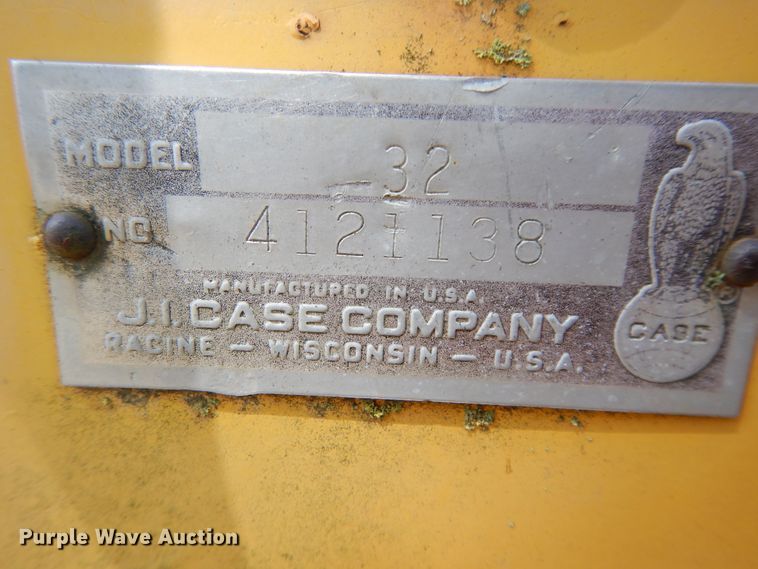 MODEL 32
NO 4121138
MANUFACTURED IN U.S.A.
J.I. CASE COMPANY
RACINE – WISCONSIN – U.S.A.
CASE
®
Purple Wave Auction